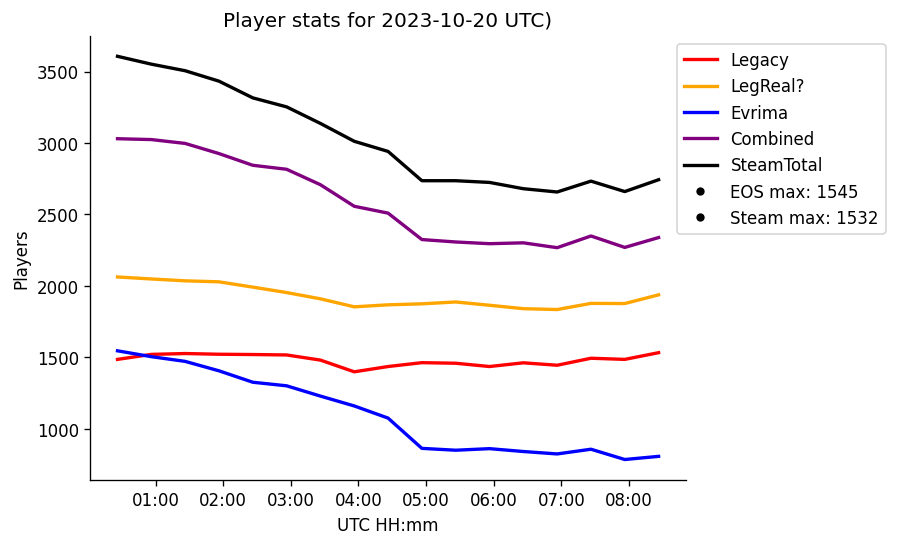 Player stats for 2023-10-20 UTC)
Legacy
LegReal?
Evrima
Combined
SteamTotal
EOS max: 1545
Steam max: 1532
Players
3500
3000
2500
2000
1500
1000
01:00 02:00 03:00 04:00 05:00 06:00 07:00 08:00
UTC HH:mm